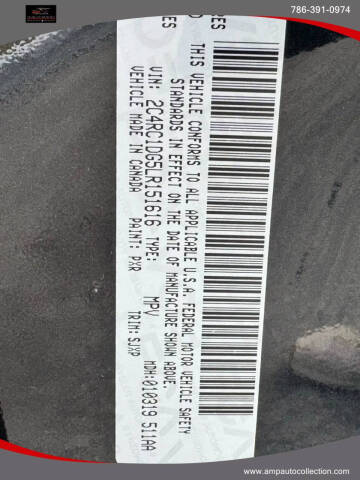 786-391-0974
RES
THIS VEHICLE CONFORMS TO ALL APPLICABLE U.S.A. FEDERAL MOTOR VEHICLE SAFETY
STANDARDS IN EFFECT ON THE DATE OF MANUFACTURE SHOWN ABOVE.
VIN: 2C4RC1DG5LR151616 TYPE: MPV MDH:010319 511AA
VEHICLE MADE IN CANADA PAINT: PXR TRIM:SJXP
www.ampautocollection.com